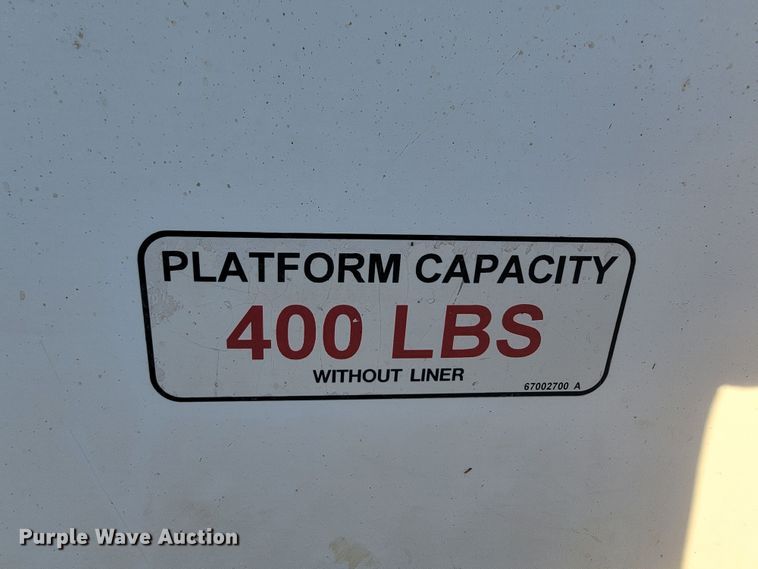 PLATFORM CAPACITY
400 LBS
WITHOUT LINER
67002700 A
Purple Wave Auction